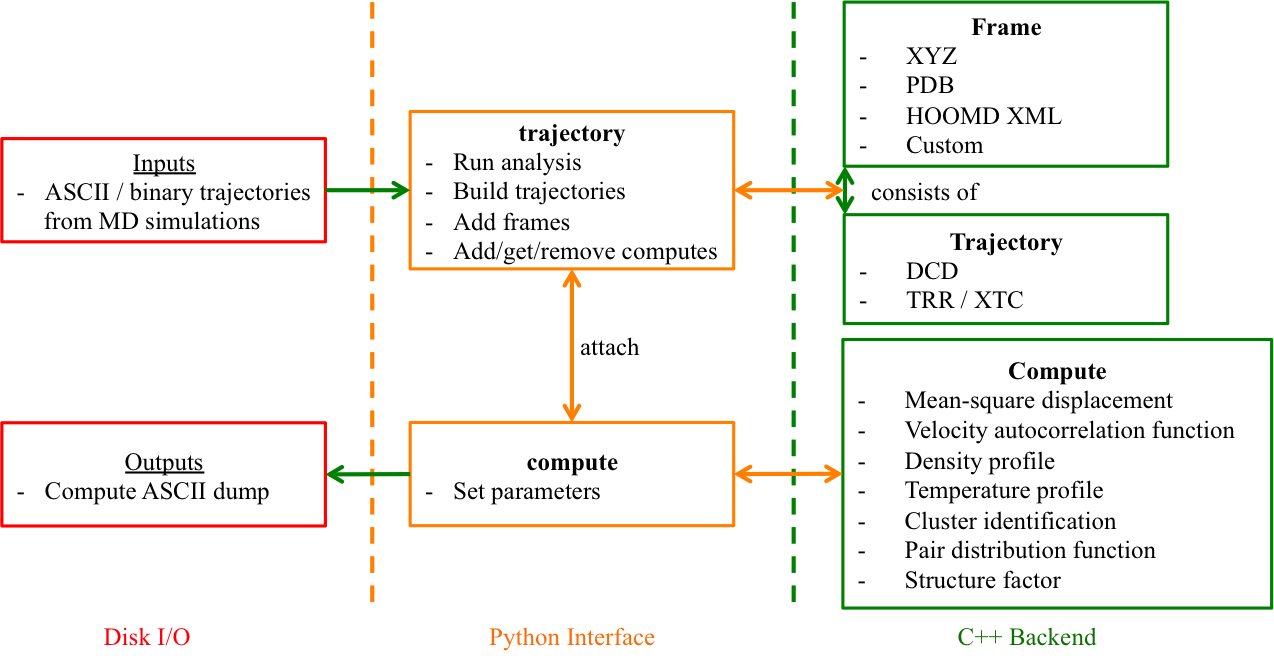 Inputs
- ASCII / binary trajectories
from MD simulations
Outputs
- Compute ASCII dump
Disk I/O
trajectory
- Run analysis
- Build trajectories
- Add frames
- Add/get/remove computes
attach
compute
- Set parameters
Python Interface
Frame
- XYZ
- PDB
- HOOMD XML
- Custom
consists of
Trajectory
- DCD
- TRR / XTC
Compute
- Mean-square displacement
- Velocity autocorrelation function
- Density profile
- Temperature profile
- Cluster identification
- Pair distribution function
- Structure factor
C++ Backend